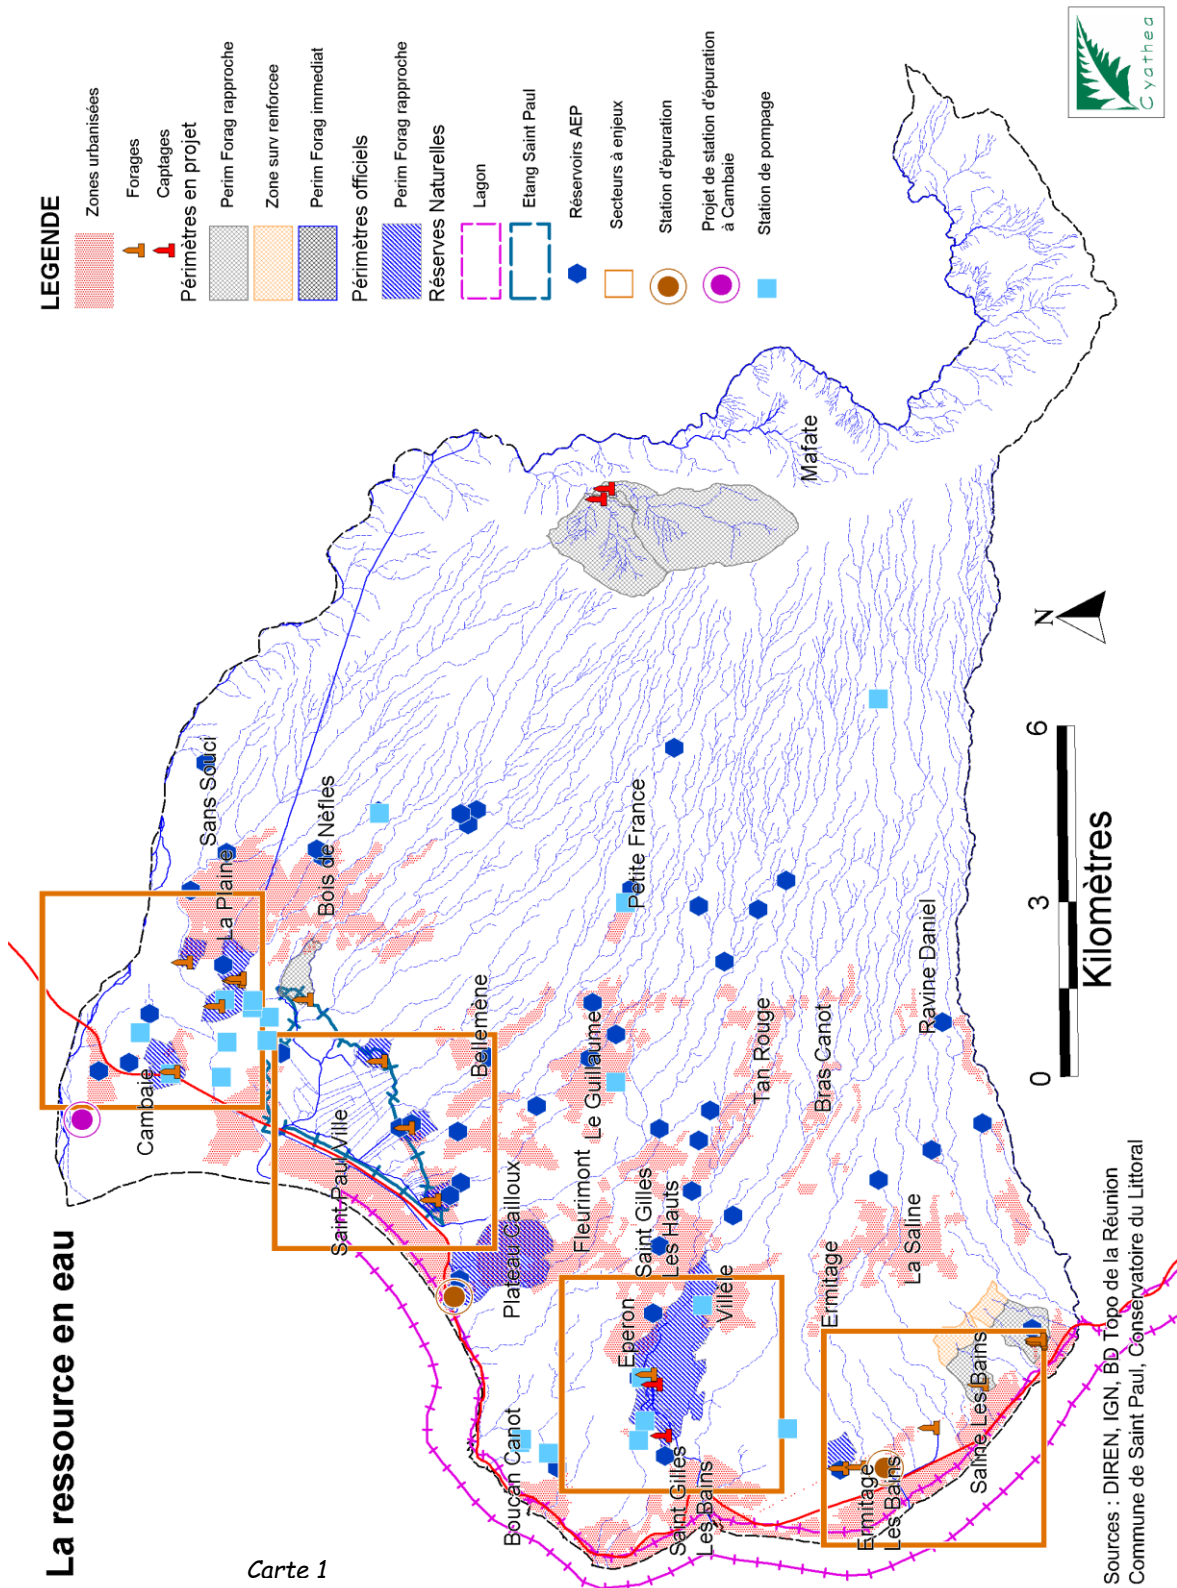 La ressource en eau
LEGENDE
Zones urbanisées
Forages
Captages
Périmètres en projet
Perim Forag rapproche
Zone surv renforcee
Perim Forag immediat
Périmètres officiels
Perim Forag rapproche
Réserves Naturelles
Lagon
Etang Saint Paul
Réservoirs AEP
Secteurs à enjeux
Station d'épuration
Projet de station d'épuration
à Cambaie
Station de pompage
Cyathea
Sans Souci
La Plaine
Bois de Nèfles
Cambaie
Saint Paul Ville
Bellemène
Mafate
Petite France
Le Guillaume
Plateau Cailloux
Fleurimont
Tan Rouge
Bras Canot
Ravine Daniel
Saint Gilles
Les Hauts
Eperon
Villèle
Boucan Canot
Saint Gilles
Les Bains
Ermitage
La Saline
Ermitage
Les Bains
Saline Les Bains
N
0 3 6
Kilomètres
Sources : DIREN, IGN, BD Topo de la Réunion
Commune de Saint Paul, Conservatoire du Littoral
Carte 1